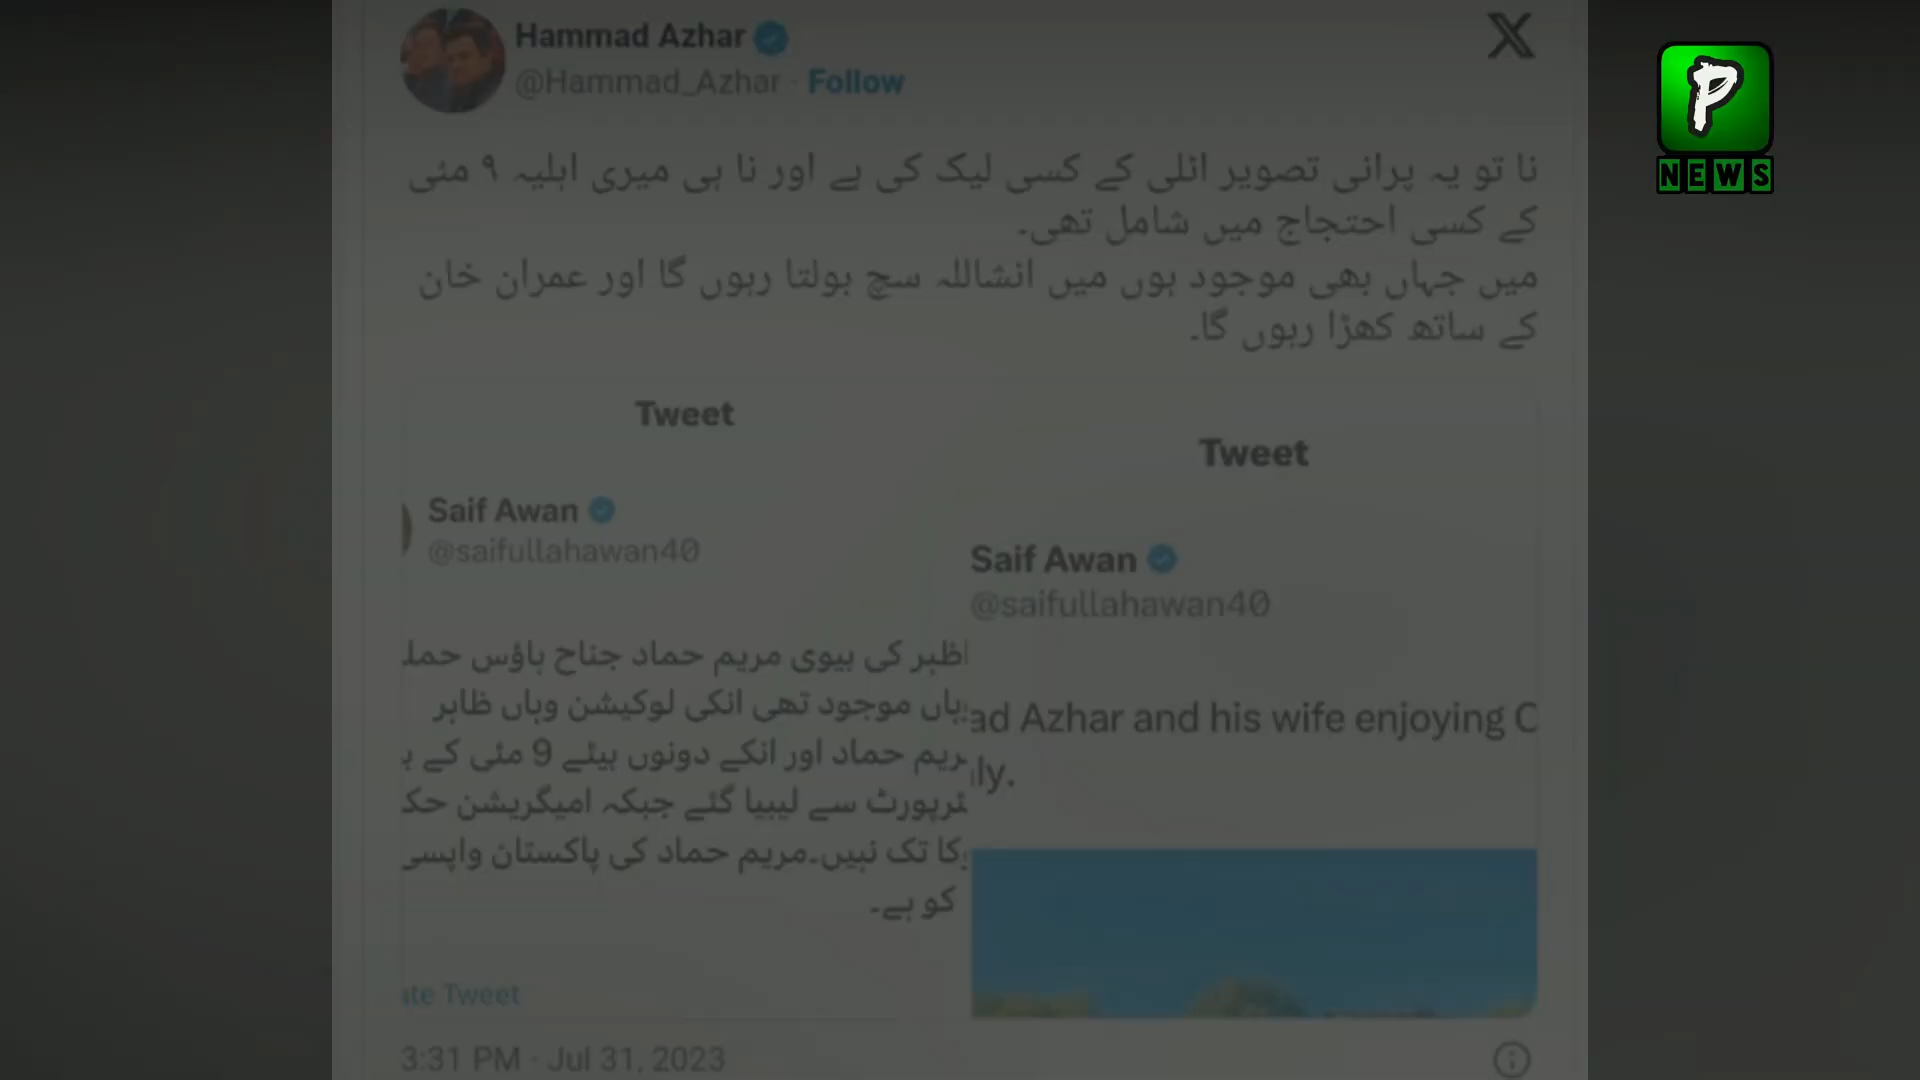 Hammad Azhar
@Hammad_Azhar · Follow
X
P
NEWS
نا تو یہ پرانی تصویر اٹلی کے کسی لیک کی ہے اور نا ہی میری اہلیہ ۹ مئی
کے کسی احتجاج میں شامل تھی۔
میں جہاں بھی موجود ہوں میں انشاللہ سچ بولتا رہوں گا اور عمران خان
کے ساتھ کھڑا رہوں گا۔
Tweet
Saif Awan
@saifullahawan40
اظہر کی بیوی مریم حماد جناح ہاؤس حملہ
وہاں موجود تھی انکی لوکیشن وہاں ظاہر
مریم حماد اور انکے دونوں بیٹے 9 مئی کے
ئرپورٹ سے لیبیا گئے جبکہ امیگریشن حک
وکا تک نہیں۔مریم حماد کی پاکستان واپسی
کو ہے۔
ate Tweet
Tweet
Saif Awan
@saifullahawan40
ad Azhar and his wife enjoying C
aly.
3:31 PM · Jul 31, 2023